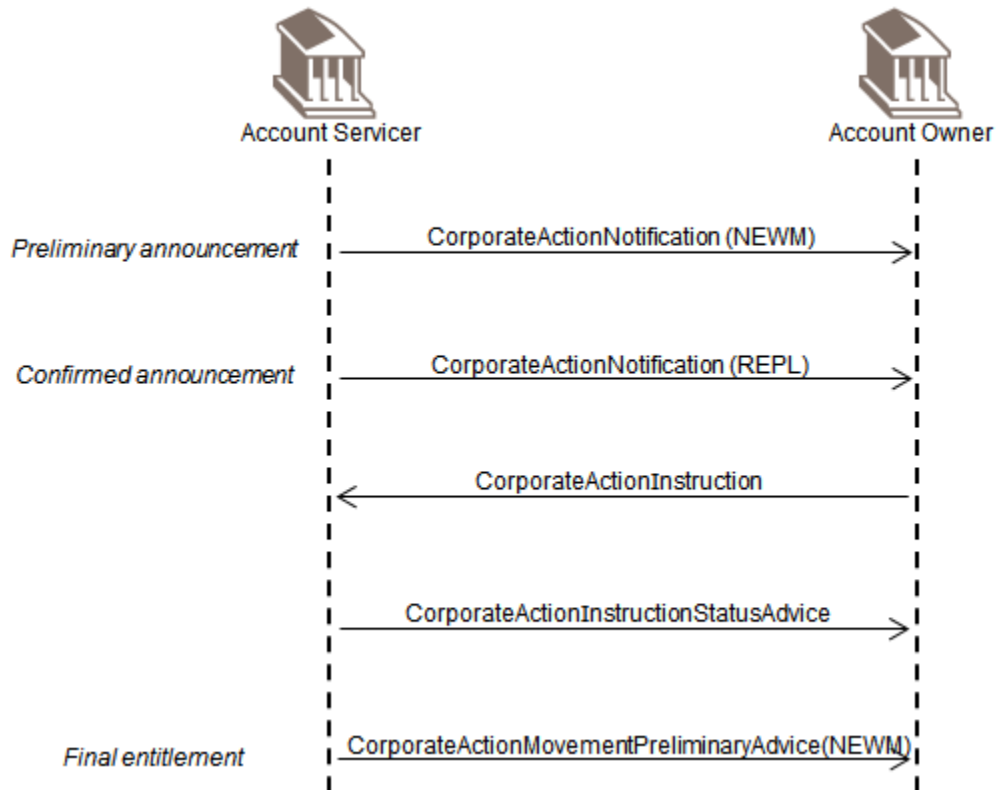 Account Servicer
Account Owner
Preliminary announcement
CorporateActionNotification (NEWM)
Confirmed announcement
CorporateActionNotification (REPL)
CorporateActionInstruction
CorporateActionInstructionStatusAdvice
Final entitlement
CorporateActionMovementPreliminaryAdvice(NEWM)